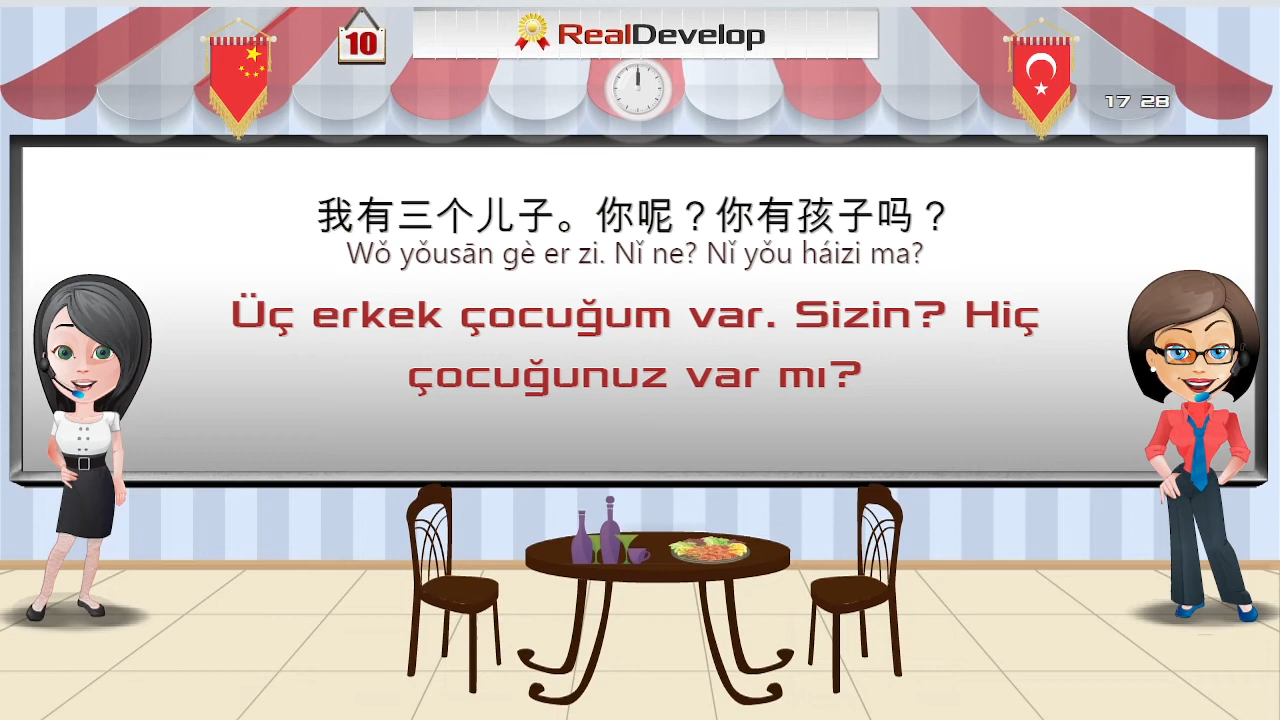 10
RealDevelop
17 28
我有三个儿子。你呢？你有孩子吗？
Wǒ yǒusān gè er zi. Nǐ ne? Nǐ yǒu háizi ma?
Üç erkek çocuğum var. Sizin? Hiç
çocuğunuz var mı?